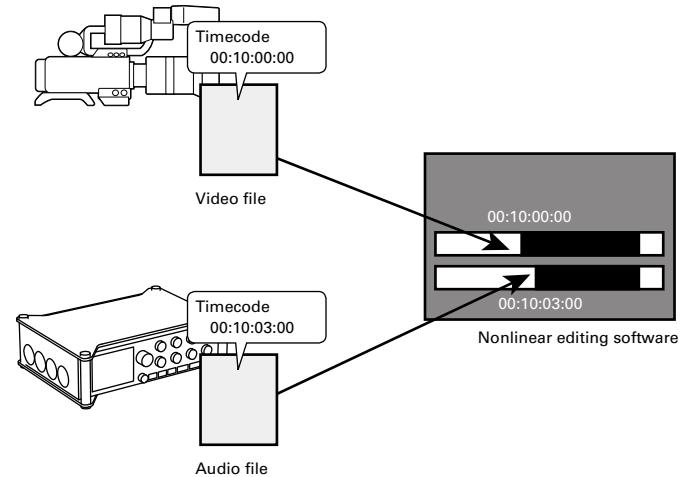 Timecode
00:10:00:00
Video file
00:10:00:00
00:10:03:00
Nonlinear editing software
Timecode
00:10:03:00
Audio file